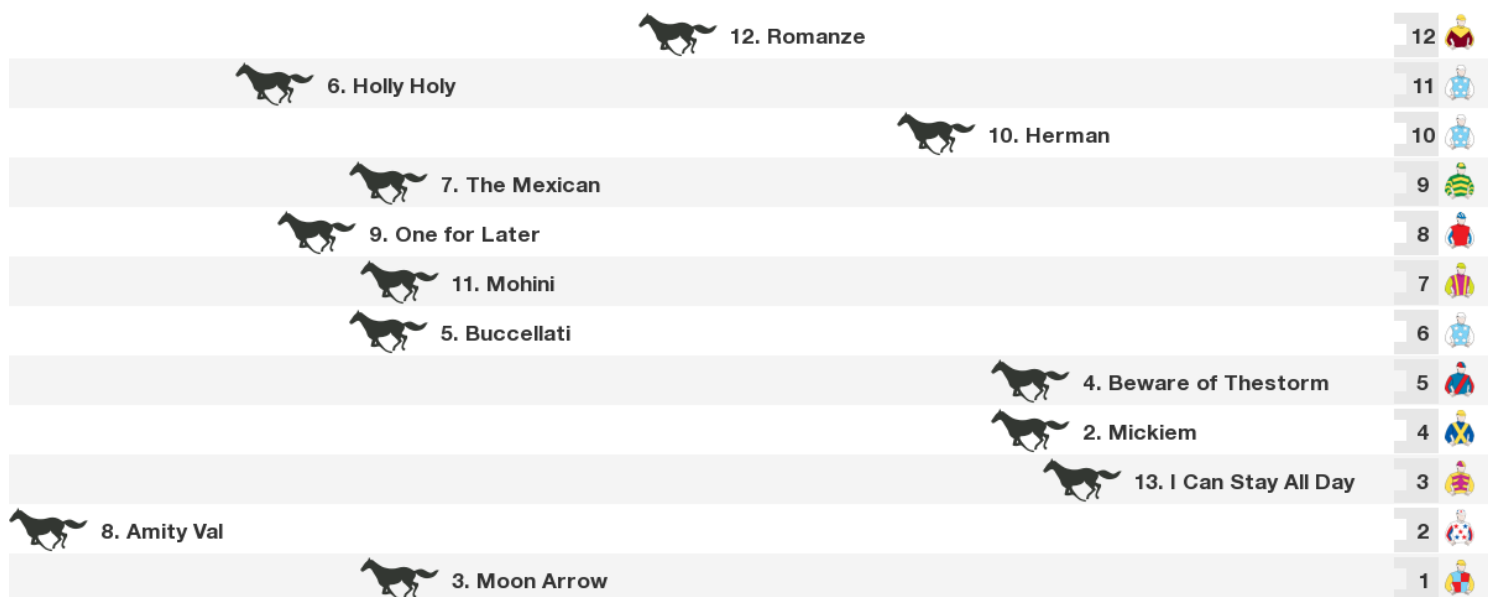 12. Romanze 12
6. Holly Holy 11
10. Herman 10
7. The Mexican 9
9. One for Later 8
11. Mohini 7
5. Buccellati 6
4. Beware of Thestorm 5
2. Mickiem 4
13. I Can Stay All Day 3
8. Amity Val 2
3. Moon Arrow 1